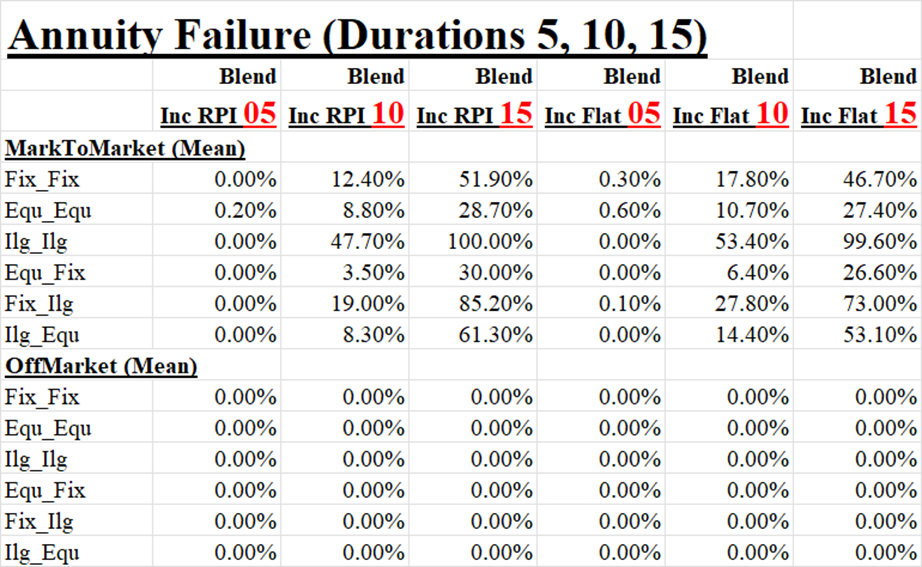 Annuity Failure (Durations 5, 10, 15)
Blend Blend Blend Blend Blend Blend
Inc RPI 05 Inc RPI 10 Inc RPI 15 Inc Flat 05 Inc Flat 10 Inc Flat 15
MarkToMarket (Mean)
Fix_Fix 0.00% 12.40% 51.90% 0.30% 17.80% 46.70%
Equ_Equ 0.20% 8.80% 28.70% 0.60% 10.70% 27.40%
Ilg_Ilg 0.00% 47.70% 100.00% 0.00% 53.40% 99.60%
Equ_Fix 0.00% 3.50% 30.00% 0.00% 6.40% 26.60%
Fix_Ilg 0.00% 19.00% 85.20% 0.10% 27.80% 73.00%
Ilg_Equ 0.00% 8.30% 61.30% 0.00% 14.40% 53.10%
OffMarket (Mean)
Fix_Fix 0.00% 0.00% 0.00% 0.00% 0.00% 0.00%
Equ_Equ 0.00% 0.00% 0.00% 0.00% 0.00% 0.00%
Ilg_Ilg 0.00% 0.00% 0.00% 0.00% 0.00% 0.00%
Equ_Fix 0.00% 0.00% 0.00% 0.00% 0.00% 0.00%
Fix_Ilg 0.00% 0.00% 0.00% 0.00% 0.00% 0.00%
Ilg_Equ 0.00% 0.00% 0.00% 0.00% 0.00% 0.00%